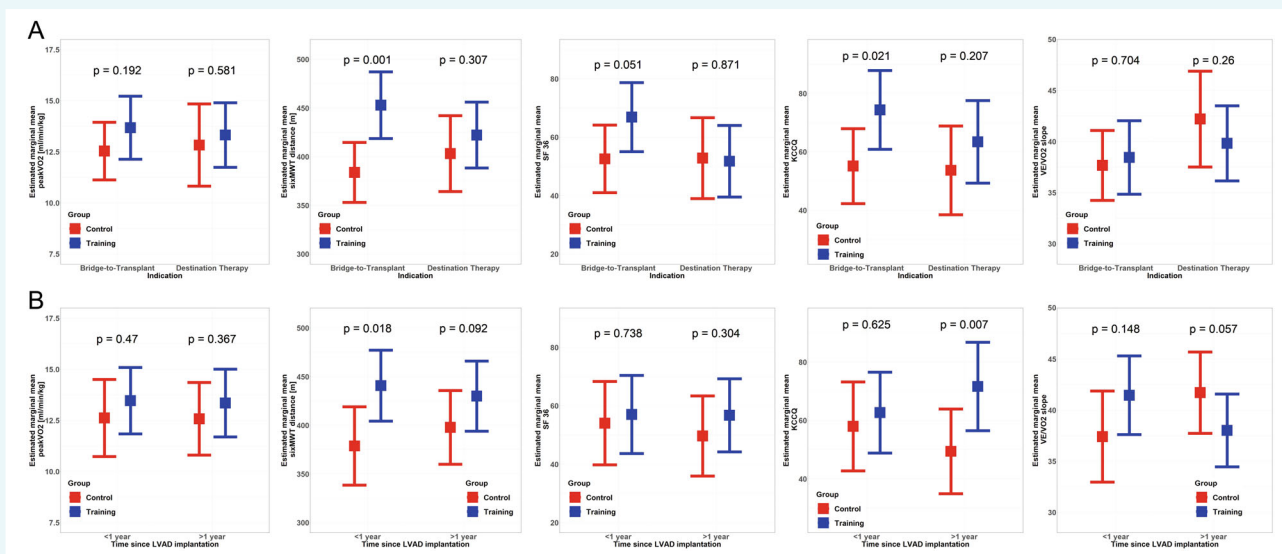 A
Estimated marginal mean
peakVO2 [ml/min/kg]
17.5
15.0
12.5
10.0
7.5
p = 0.192
p = 0.581
Group
Control
Training
Bridge-to-Transplant
Destination Therapy
Indication
Estimated marginal mean
sixMWT distance [m]
500
450
400
350
300
p = 0.001
p = 0.307
Group
Control
Training
Bridge-to-Transplant
Destination Therapy
Indication
Estimated marginal mean
SF 36
80
60
40
20
p = 0.051
p = 0.871
Group
Control
Training
Bridge-to-Transplant
Destination Therapy
Indication
Estimated marginal mean
KCCQ
80
60
40
p = 0.021
p = 0.207
Group
Control
Training
Bridge-to-Transplant
Destination Therapy
Indication
Estimated marginal mean
VE/VO2 slope
50
45
40
35
30
p = 0.704
p = 0.26
Group
Control
Training
Bridge-to-Transplant
Destination Therapy
Indication
B
Estimated marginal mean
peakVO2 [ml/min/kg]
17.5
15.0
12.5
10.0
7.5
p = 0.47
p = 0.367
Group
Control
Training
<1 year
>1 year
Time since LVAD implantation
Estimated marginal mean
sixMWT distance [m]
500
450
400
350
300
p = 0.018
p = 0.092
Group
Control
Training
<1 year
>1 year
Time since LVAD implantation
Estimated marginal mean
SF 36
80
60
40
20
p = 0.738
p = 0.304
Group
Control
Training
<1 year
>1 year
Time since LVAD implantation
Estimated marginal mean
KCCQ
80
60
40
p = 0.625
p = 0.007
Group
Control
Training
<1 year
>1 year
Time since LVAD implantation
Estimated marginal mean
VE/VO2 slope
50
45
40
35
30
p = 0.148
p = 0.057
Group
Control
Training
<1 year
>1 year
Time since LVAD implantation